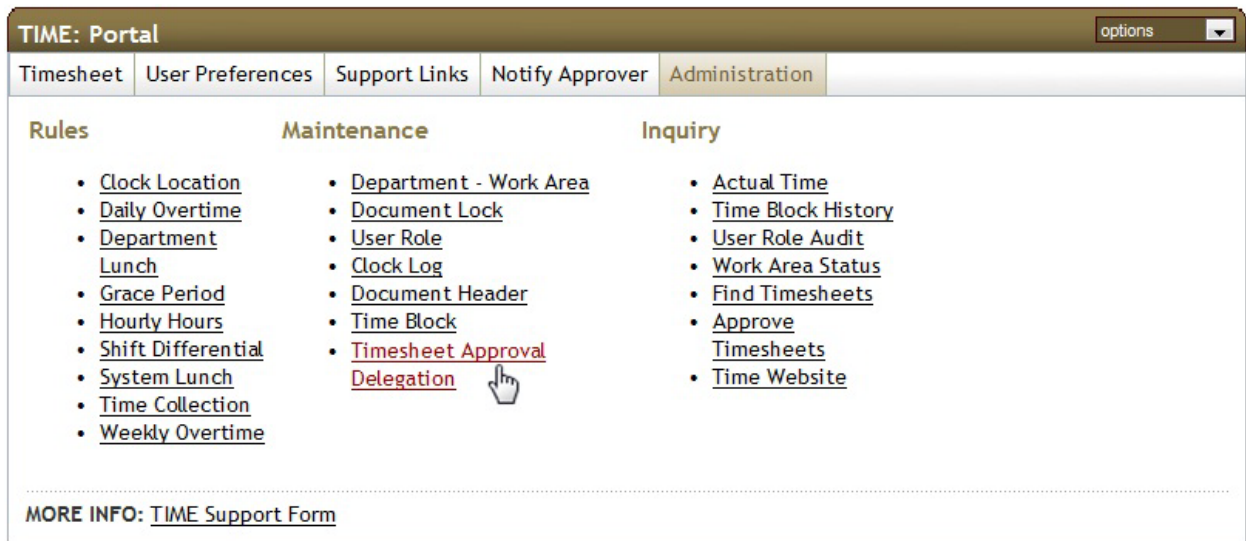 TIME: Portal
options
Timesheet User Preferences Support Links Notify Approver Administration
Rules
• Clock Location
• Daily Overtime
• Department
Lunch
• Grace Period
• Hourly Hours
• Shift Differential
• System Lunch
• Time Collection
• Weekly Overtime
Maintenance
• Department - Work Area
• Document Lock
• User Role
• Clock Log
• Document Header
• Time Block
• Timesheet Approval
Delegation
Inquiry
• Actual Time
• Time Block History
• User Role Audit
• Work Area Status
• Find Timesheets
• Approve
Timesheets
• Time Website
MORE INFO: TIME Support Form